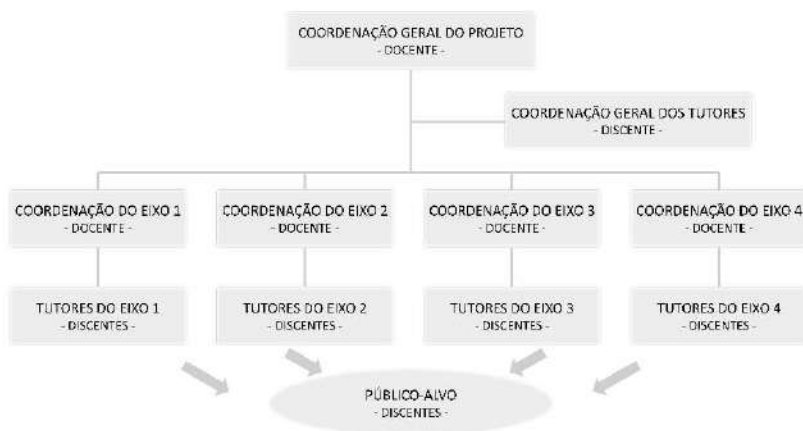 COORDENAÇÃO GERAL DO PROJETO
- DOCENTE -
COORDENAÇÃO GERAL DOS TUTORES
- DISCENTE -
COORDENAÇÃO DO EIXO 1
- DOCENTE -
COORDENAÇÃO DO EIXO 2
- DOCENTE -
COORDENAÇÃO DO EIXO 3
- DOCENTE -
COORDENAÇÃO DO EIXO 4
- DOCENTE -
TUTORES DO EIXO 1
- DISCENTES -
TUTORES DO EIXO 2
- DISCENTES -
TUTORES DO EIXO 3
- DISCENTES -
TUTORES DO EIXO 4
- DISCENTES -
PÚBLICO-ALVO
- DISCENTES -